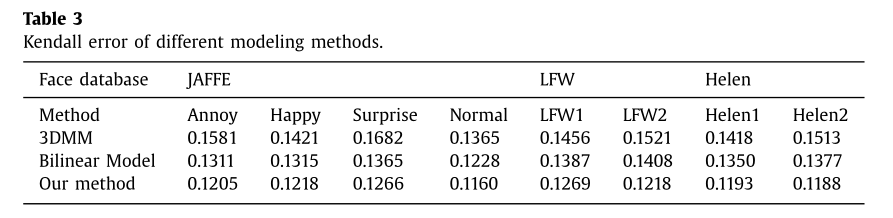 Table 3
Kendall error of different modeling methods.
Face database JAFFE LFW Helen
Method Annoy Happy Surprise Normal LFW1 LFW2 Helen1 Helen2
3DMM 0.1581 0.1421 0.1682 0.1365 0.1456 0.1521 0.1418 0.1513
Bilinear Model 0.1311 0.1315 0.1365 0.1228 0.1387 0.1408 0.1350 0.1377
Our method 0.1205 0.1218 0.1266 0.1160 0.1269 0.1218 0.1193 0.1188